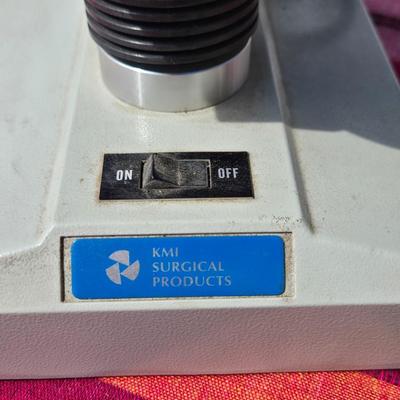 ON OFF
KMI
SURGICAL
PRODUCTS